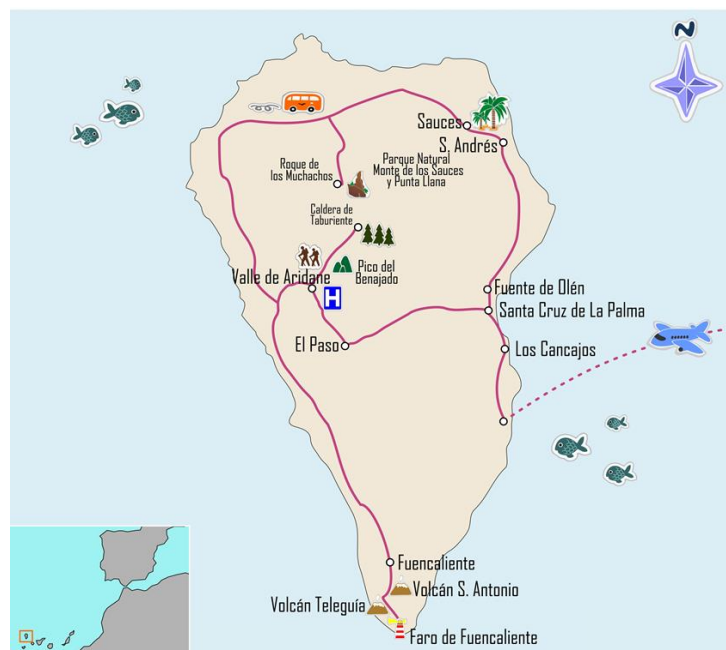 N
Sauces
S. Andrés
Roque de
los Muchachos
Parque Natural
Monte de los Sauces
y Punta Llana
Caldera de
Taburiente
Pico del
Benajado
Valle de Aridane
H
Fuente de Olén
Santa Cruz de La Palma
El Paso
Los Cancajos
Fuencaliente
Volcán S. Antonio
Volcán Teleguía
Faro de Fuencaliente